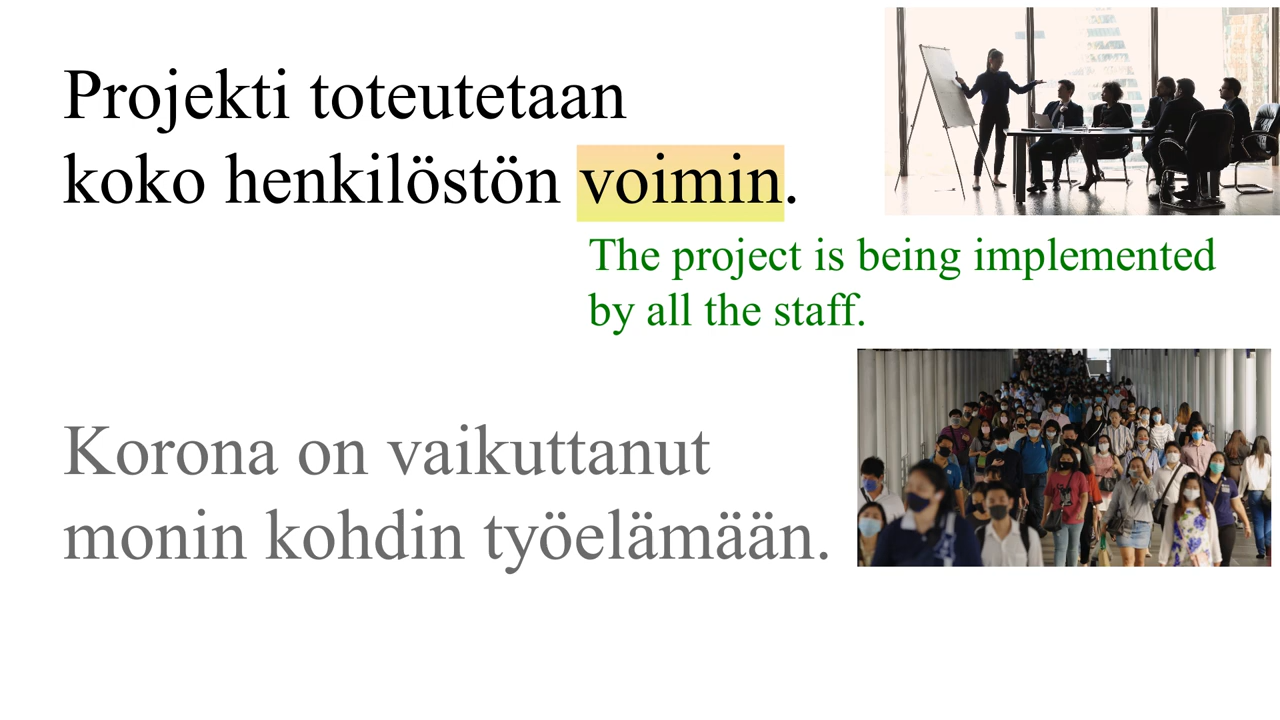 Projekti toteutetaan
koko henkilöstön voimin.
The project is being implemented
by all the staff.
Korona on vaikuttanut
monin kohdin työelämään.